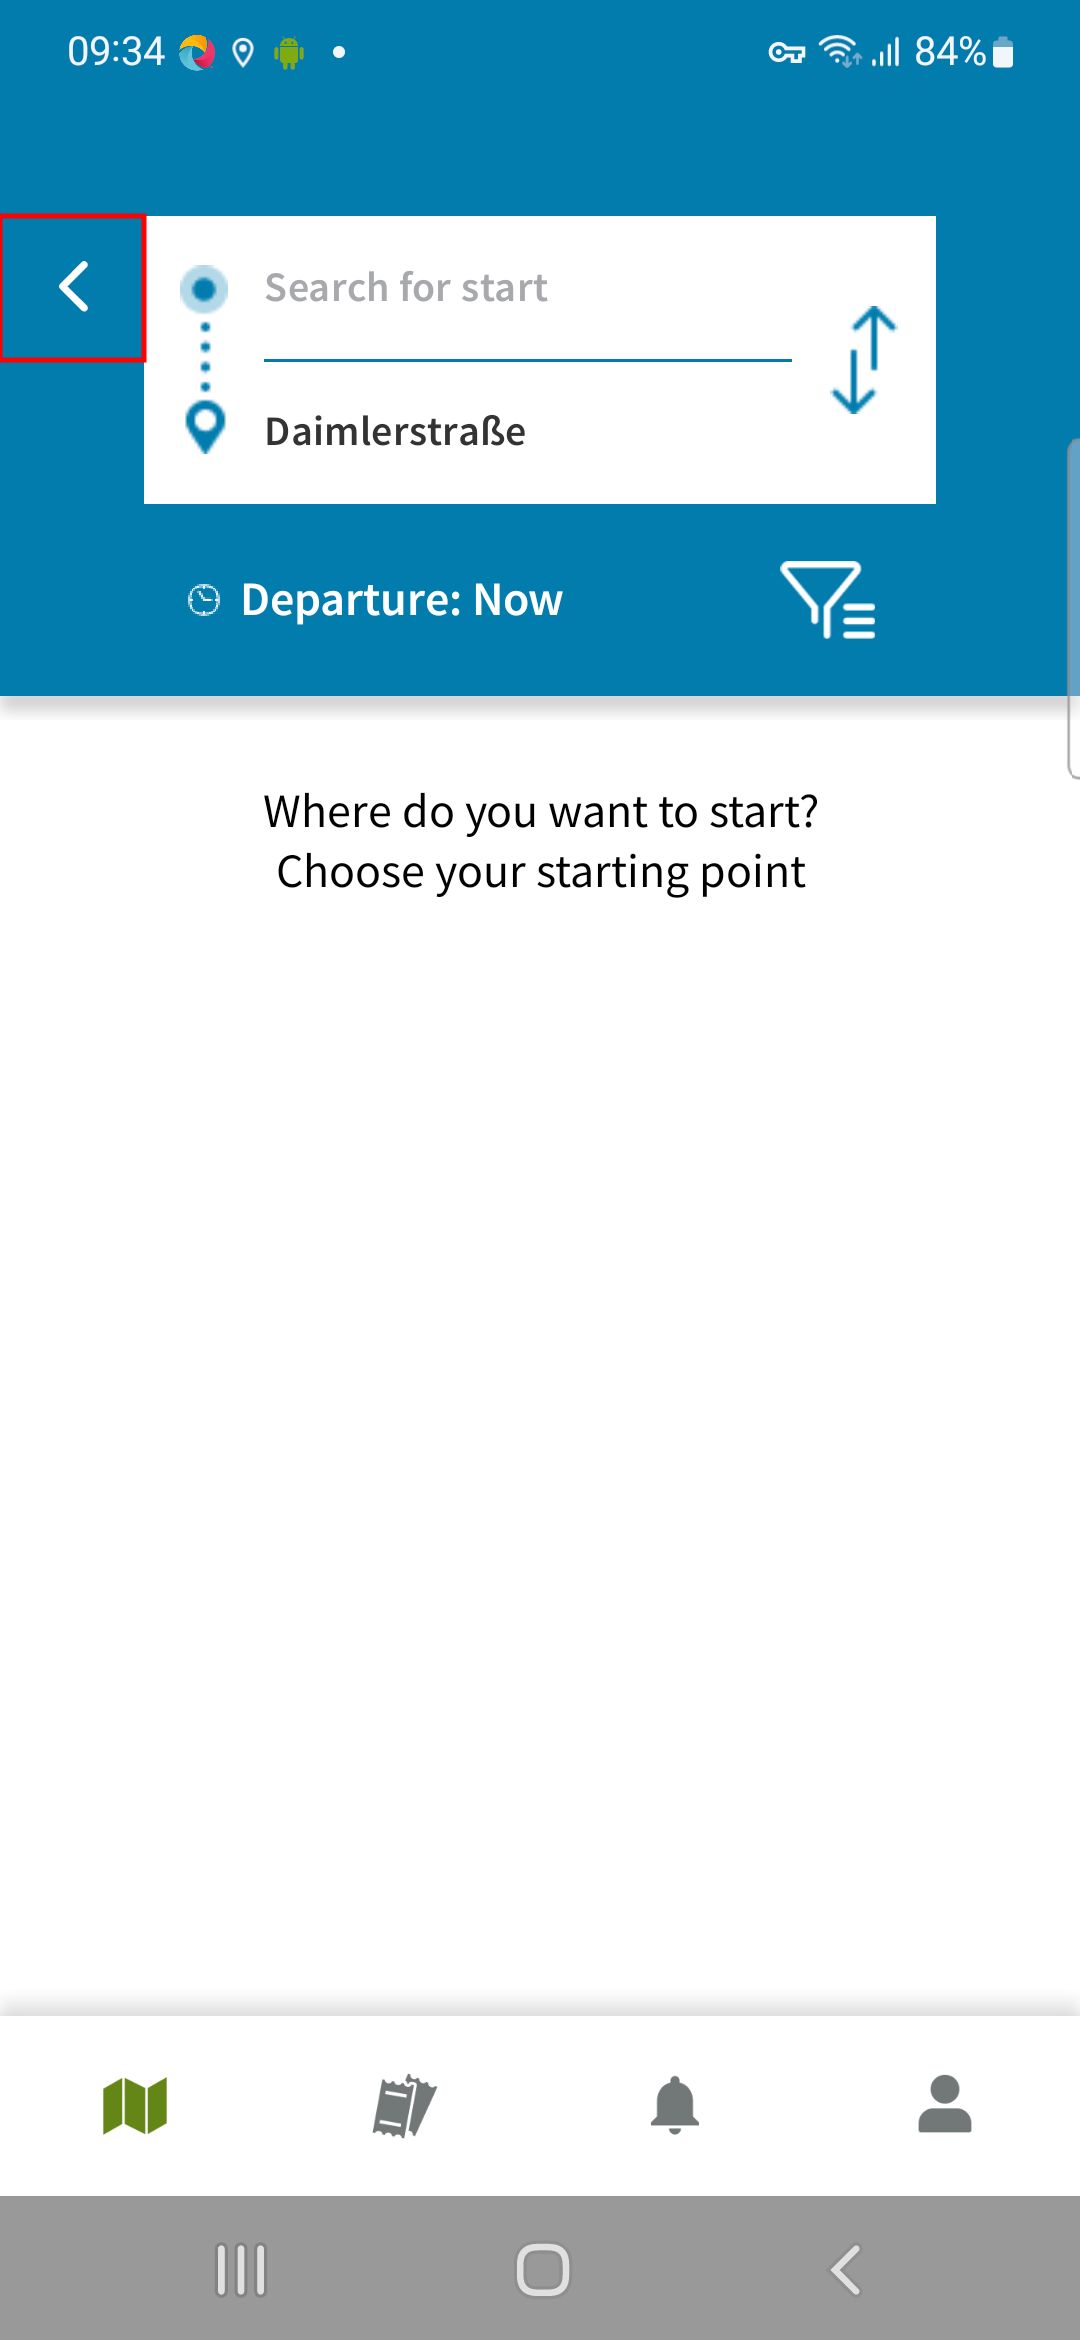 09:34
84%
Search for start
Daimlerstraße
Departure: Now
Where do you want to start?
Choose your starting point